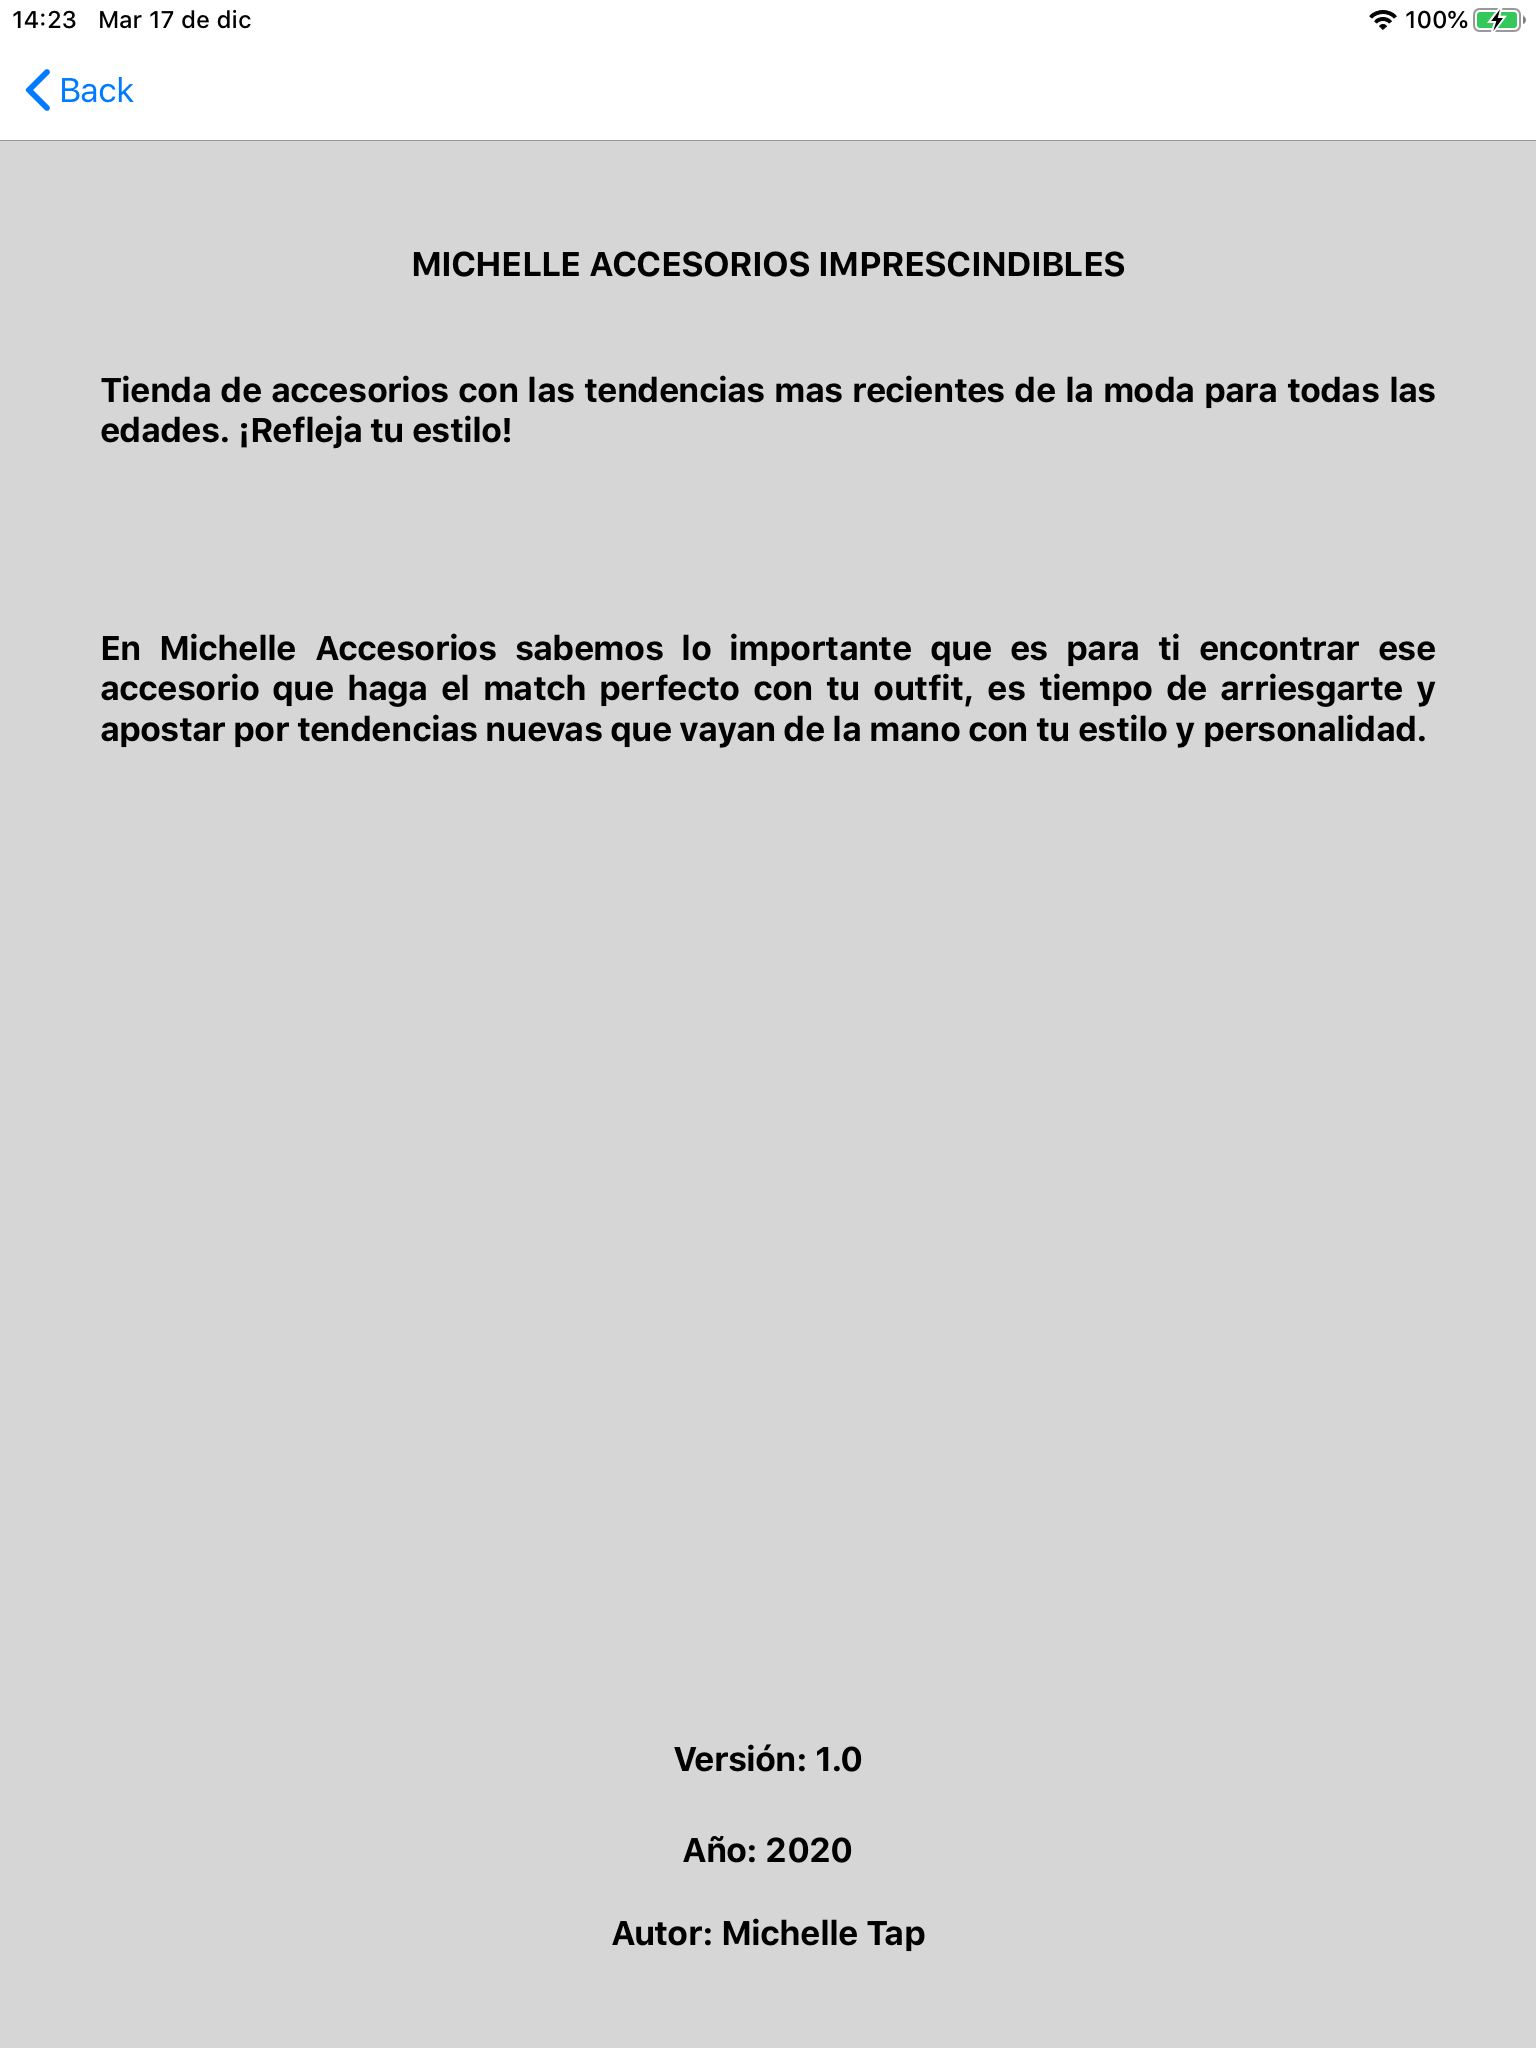 14:23 Mar 17 de dic 100%
Back
MICHELLE ACCESORIOS IMPRESCINDIBLES
Tienda de accesorios con las tendencias mas recientes de la moda para todas las
edades. ¡Refleja tu estilo!
En Michelle Accesorios sabemos lo importante que es para ti encontrar ese
accesorio que haga el match perfecto con tu outfit, es tiempo de arriesgarte y
apostar por tendencias nuevas que vayan de la mano con tu estilo y personalidad.
Versión: 1.0
Año: 2020
Autor: Michelle Tap